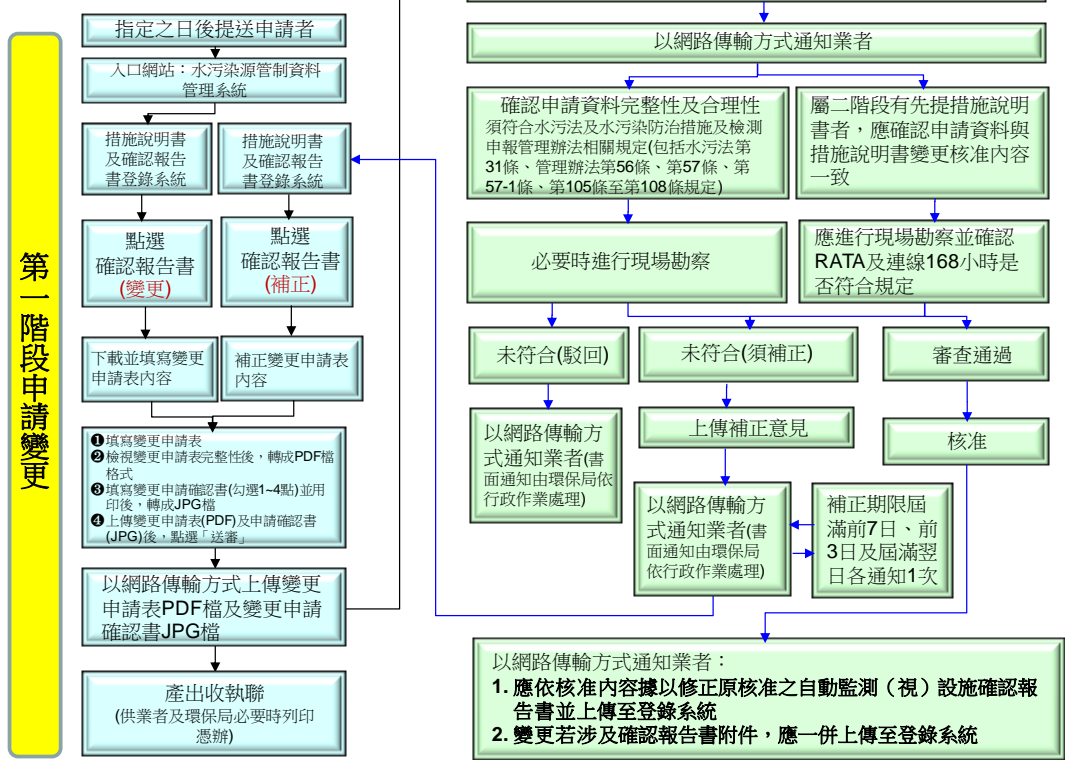 第一階段申請變更
指定之日後提送申請者
入口網站：水污染源管制資料
管理系統
措施說明書
及確認報告
書登錄系統
措施說明書
及確認報告
書登錄系統
點選
確認報告書
(變更)
點選
確認報告書
(補正)
下載並填寫變更
申請表內容
補正變更申請表
內容
❶填寫變更申請表
❷檢視變更申請表完整性後，轉成PDF檔
格式
❸填寫變更申請確認書(勾選1~4點)並用
印後，轉成JPG檔
❹上傳變更申請表(PDF)及申請確認書
(JPG)後，點選「送審」
以網路傳輸方式上傳變更
申請表PDF檔及變更申請
確認書JPG檔
產出收執聯
(供業者及環保局必要時列印
憑辦)
以網路傳輸方式通知業者
確認申請資料完整性及合理性
須符合水污法及水污染防治措施及檢測
申報管理辦法相關規定(包括水污法第
31條、管理辦法第56條、第57條、第
57-1條、第105條至第108條規定)
屬二階段有先提措施說明
書者，應確認申請資料與
措施說明書變更核准內容
一致
必要時進行現場勘察
應進行現場勘察並確認
RATA及連線168小時是
否符合規定
未符合(駁回)
未符合(須補正)
審查通過
以網路傳輸方
式通知業者(書
面通知由環保局依
行政作業處理)
上傳補正意見
核准
以網路傳輸方
式通知業者(書
面通知由環保局
依行政作業處理)
補正期限屆
滿前7日、前
3日及屆滿翌
日各通知1次
以網路傳輸方式通知業者：
1. 應依核准內容據以修正原核准之自動監測（視）設施確認報
告書並上傳至登錄系統
2. 變更若涉及確認報告書附件，應一併上傳至登錄系統